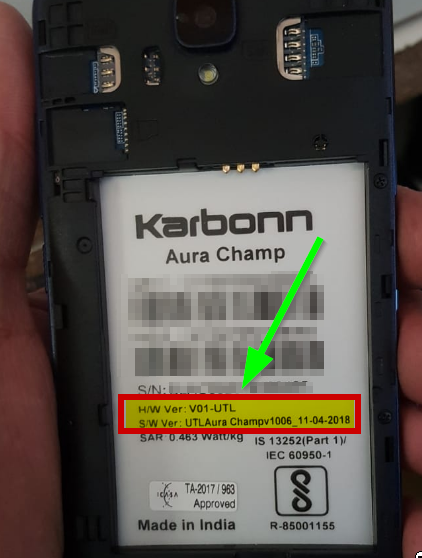 Karbonn
Aura Champ
S/N:
H/W Ver: V01-UTL
S/W Ver: UTLAura Champv1006_11-04-2018
SAR 0.463 Watt/kg
IS 13252(Part 1)/
IEC 60950-1
ICASA
TA-2017 / 963
Approved
Made in India
R-85001155